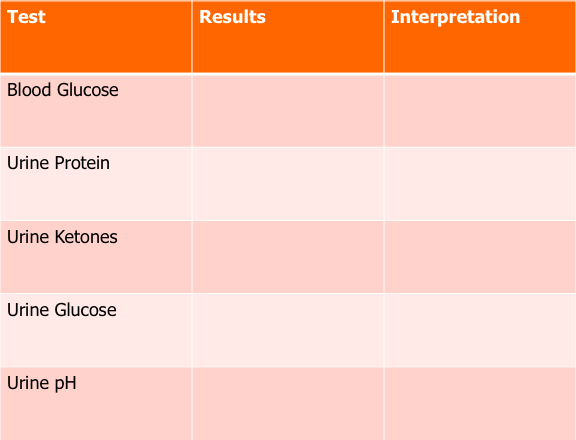 Test Results Interpretation
Blood Glucose
Urine Protein
Urine Ketones
Urine Glucose
Urine pH